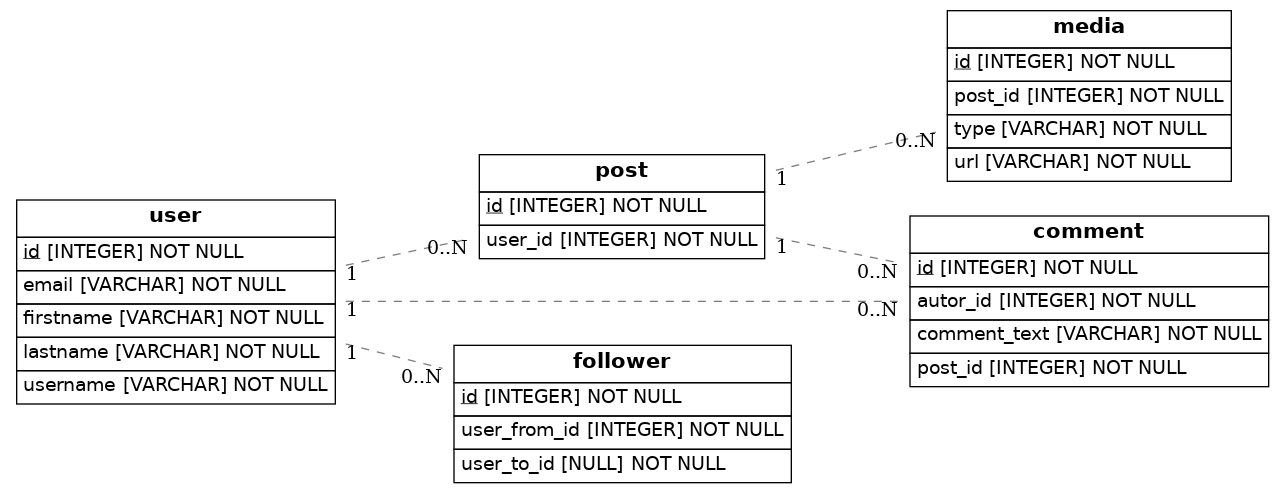 user
id [INTEGER] NOT NULL
email [VARCHAR] NOT NULL
firstname [VARCHAR] NOT NULL
lastname [VARCHAR] NOT NULL
username [VARCHAR] NOT NULL
1
0..N
1
0..N
1
0..N
post
id [INTEGER] NOT NULL
user_id [INTEGER] NOT NULL
1
0..N
1
0..N
follower
id [INTEGER] NOT NULL
user_from_id [INTEGER] NOT NULL
user_to_id [NULL] NOT NULL
media
id [INTEGER] NOT NULL
post_id [INTEGER] NOT NULL
type [VARCHAR] NOT NULL
url [VARCHAR] NOT NULL
comment
id [INTEGER] NOT NULL
autor_id [INTEGER] NOT NULL
comment_text [VARCHAR] NOT NULL
post_id [INTEGER] NOT NULL